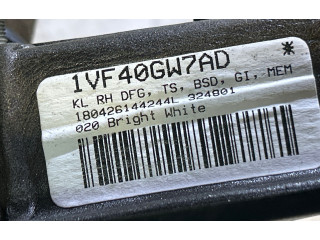 1VF40GW7AD *
KL RH DFG, TS, BSD, GI, MEM
180426144244L 324801
020 Bright White